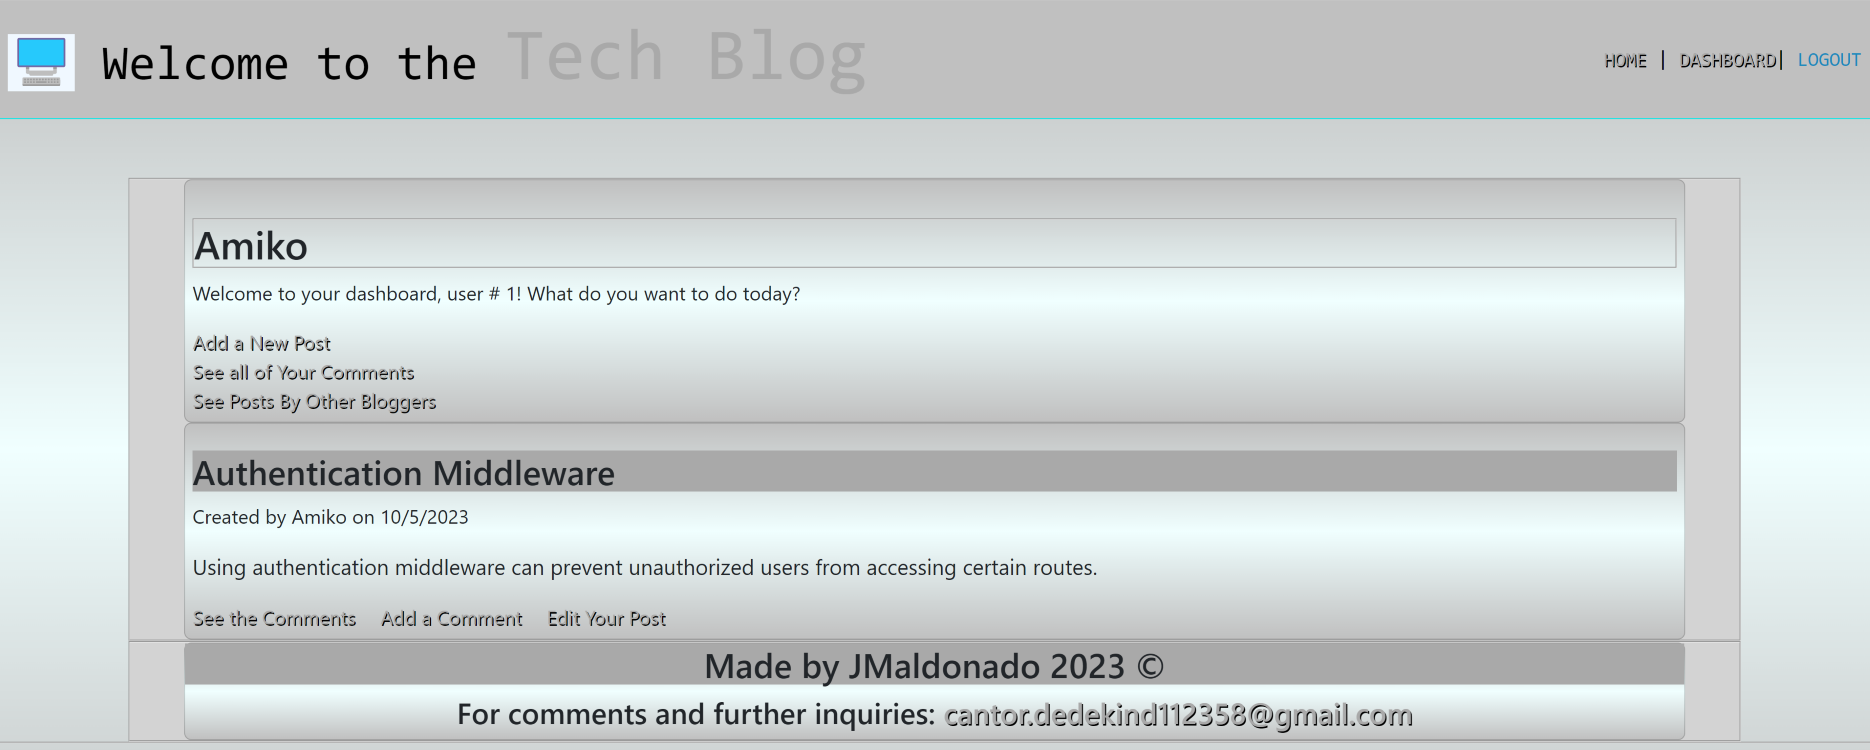 Welcome to the Tech Blog
HOME | DASHBOARD| LOGOUT
Amiko
Welcome to your dashboard, user # 1! What do you want to do today?
Add a New Post
See all of Your Comments
See Posts By Other Bloggers
Authentication Middleware
Created by Amiko on 10/5/2023
Using authentication middleware can prevent unauthorized users from accessing certain routes.
See the Comments Add a Comment Edit Your Post
Made by JMaldonado 2023 ©
For comments and further inquiries: cantor.dedekind112358@gmail.com